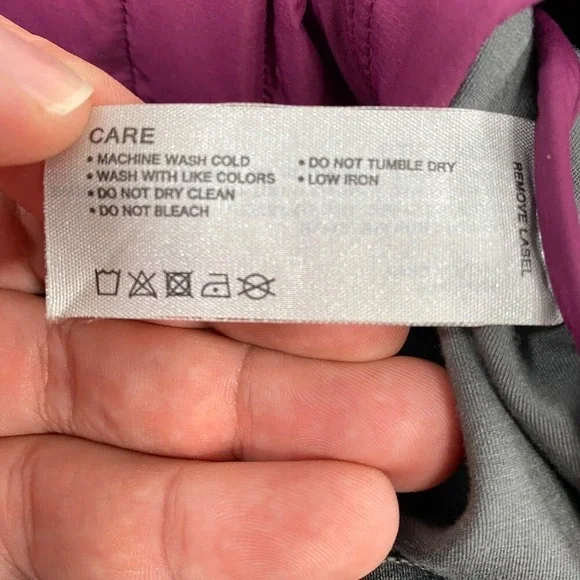 CARE
• MACHINE WASH COLD
• WASH WITH LIKE COLORS
• DO NOT DRY CLEAN
• DO NOT BLEACH
• DO NOT TUMBLE DRY
• LOW IRON
REMOVE LASEL